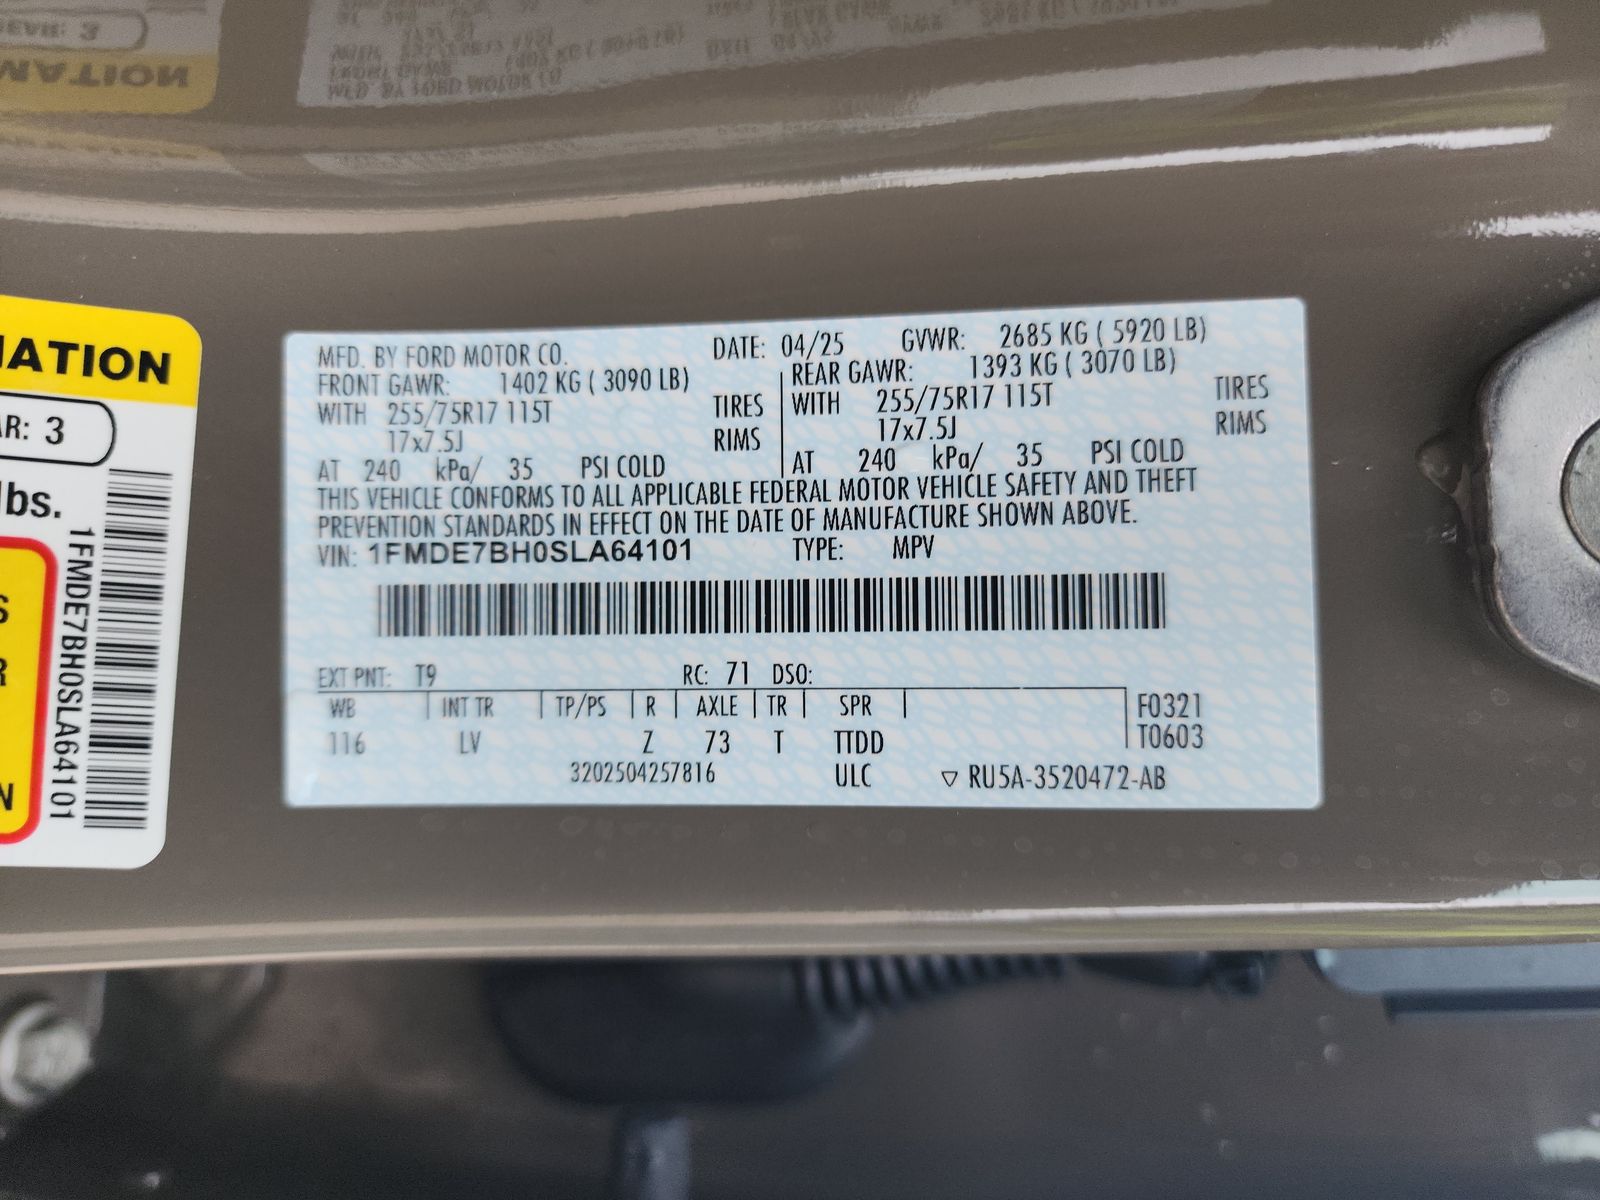 MATION
AR: 3
lbs.
1FMDE7BH0SLA64101
S
R
N
MFD. BY FORD MOTOR CO. DATE: 04/25 GVWR: 2685 KG ( 5920 LB)
FRONT GAWR: 1402 KG ( 3090 LB) REAR GAWR: 1393 KG ( 3070 LB)
WITH 255/75R17 115T TIRES WITH 255/75R17 115T TIRES
17x7.5J RIMS 17x7.5J RIMS
AT 240 kPa/ 35 PSI COLD AT 240 kPa/ 35 PSI COLD
THIS VEHICLE CONFORMS TO ALL APPLICABLE FEDERAL MOTOR VEHICLE SAFETY AND THEFT
PREVENTION STANDARDS IN EFFECT ON THE DATE OF MANUFACTURE SHOWN ABOVE.
VIN: 1FMDE7BH0SLA64101 TYPE: MPV
EXT PNT: T9 RC: 71 DSO:
WB INT TR TP/PS R AXLE TR SPR F0321
116 LV Z 73 T TTDD T0603
3202504257816 ULC ▽ RU5A-3520472-AB